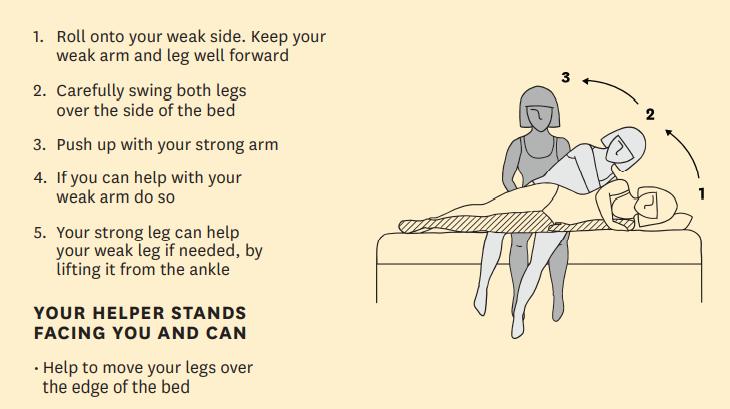 1. Roll onto your weak side. Keep your
weak arm and leg well forward
2. Carefully swing both legs
over the side of the bed
3. Push up with your strong arm
4. If you can help with your
weak arm do so
5. Your strong leg can help
your weak leg if needed, by
lifting it from the ankle
YOUR HELPER STANDS
FACING YOU AND CAN
· Help to move your legs over
the edge of the bed
3
2
1